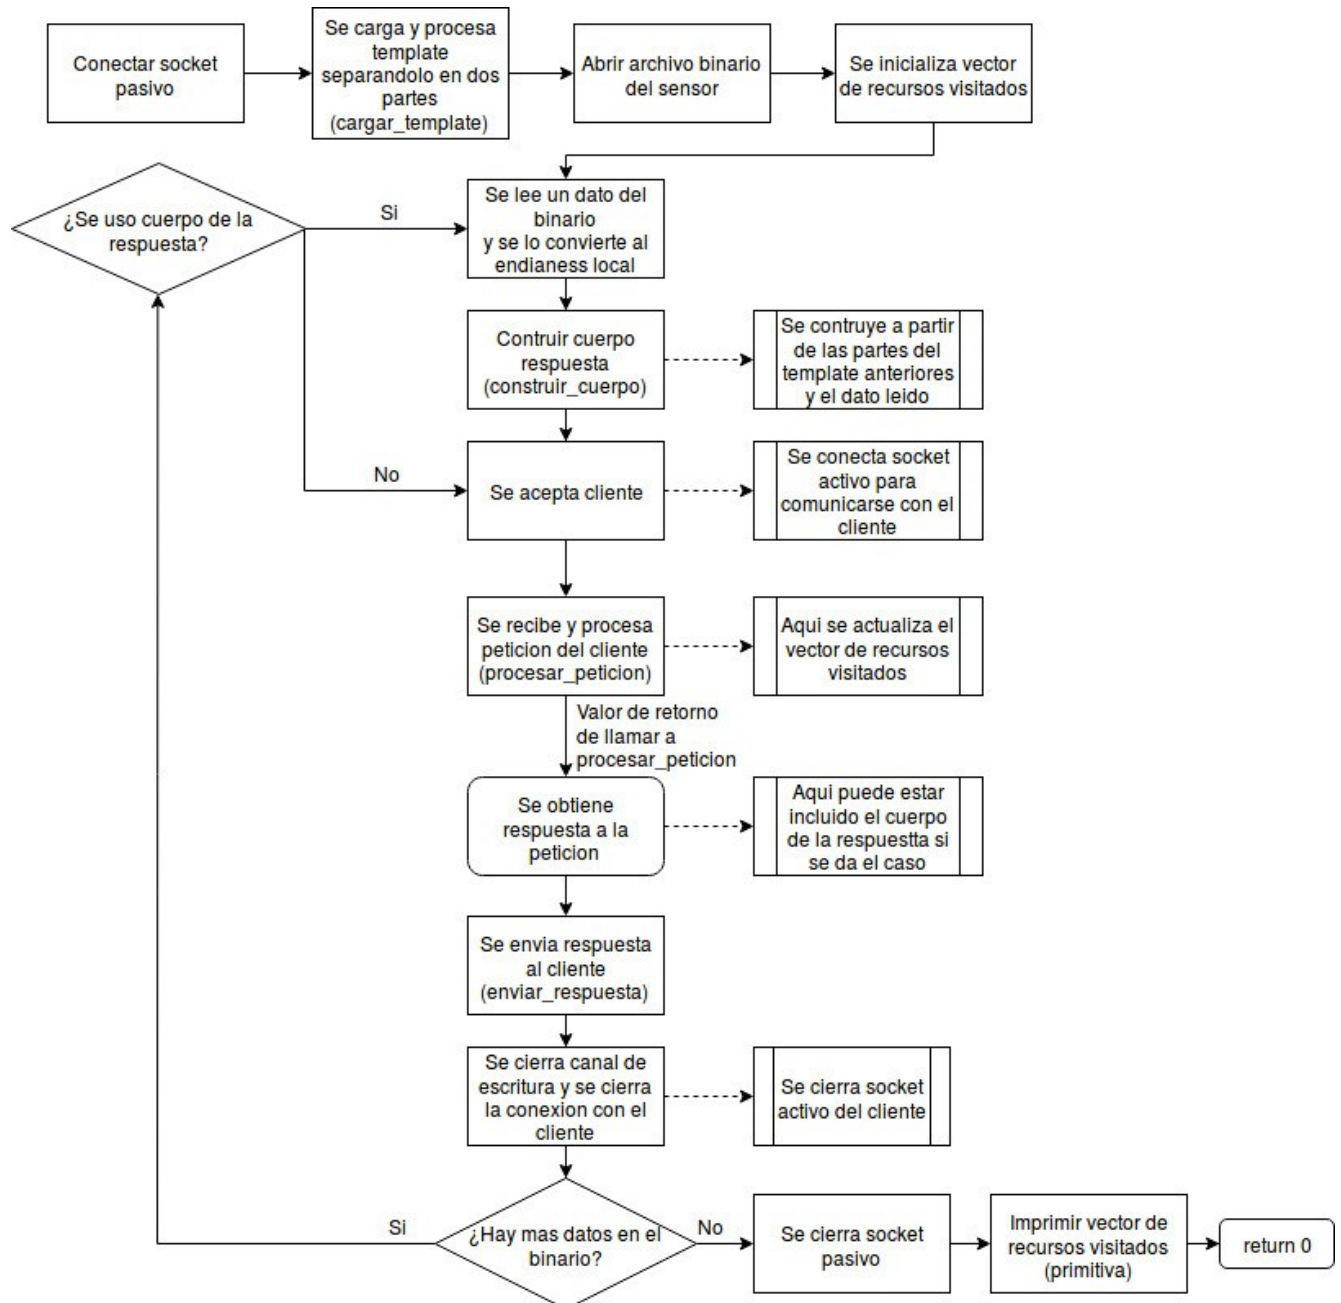 Conectar socket
pasivo
Se carga y procesa
template
separandolo en dos
partes
(cargar_template)
Abrir archivo binario
del sensor
Se inicializa vector
de recursos visitados
¿Se uso cuerpo de la
respuesta?
Si
Se lee un dato del
binario
y se lo convierte al
endianess local
Contruir cuerpo
respuesta
(construir_cuerpo)
Se contruye a partir
de las partes del
template anteriores
y el dato leido
No
Se acepta cliente
Se conecta socket
activo para
comunicarse con el
cliente
Se recibe y procesa
peticion del cliente
(procesar_peticion)
Aqui se actualiza el
vector de recursos
visitados
Valor de retorno
de llamar a
procesar_peticion
Se obtiene
respuesta a la
peticion
Aqui puede estar
incluido el cuerpo
de la respuestta si
se da el caso
Se envia respuesta
al cliente
(enviar_respuesta)
Se cierra canal de
escritura y se cierra
la conexion con el
cliente
Se cierra socket
activo del cliente
Si
¿Hay mas datos en el
binario?
No
Se cierra socket
pasivo
Imprimir vector de
recursos visitados
(primitiva)
return 0